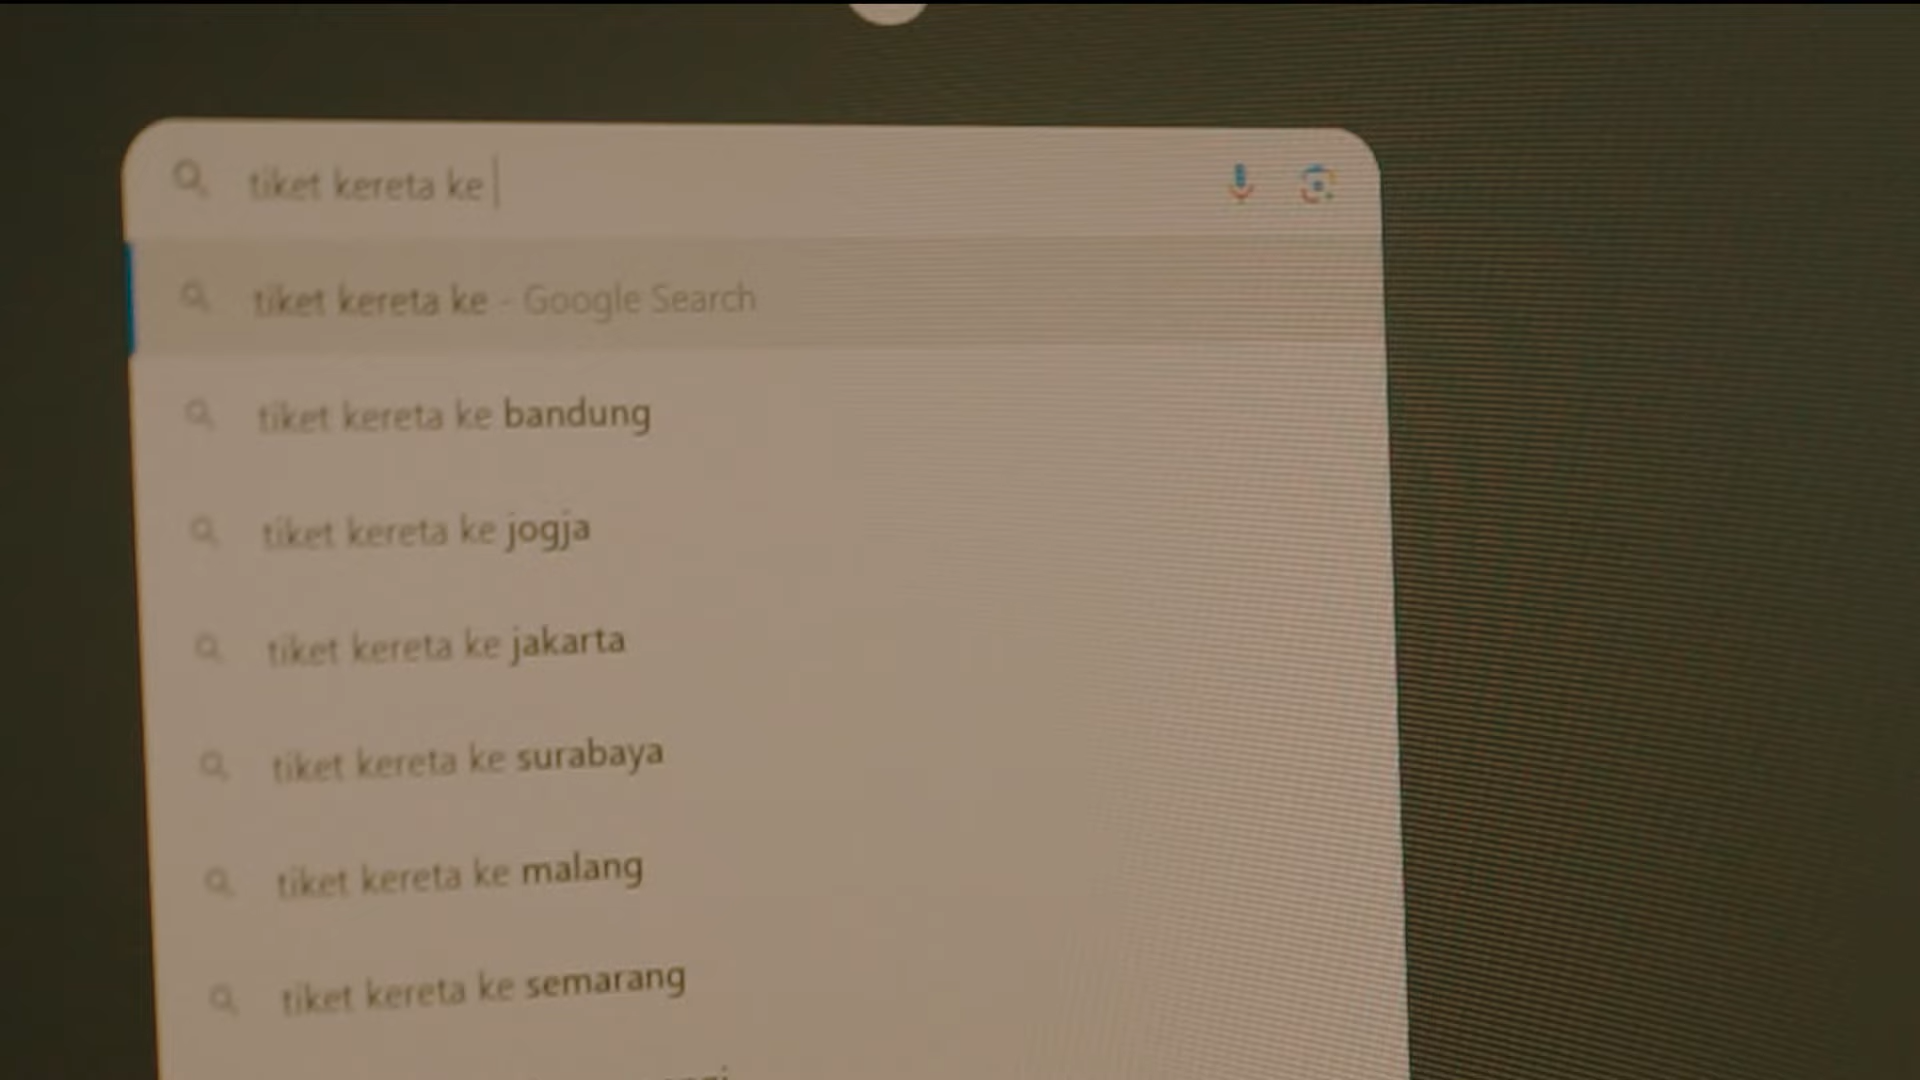 tiket kereta ke
tiket kereta ke - Google Search
tiket kereta ke bandung
tiket kereta ke jogja
tiket kereta ke jakarta
tiket kereta ke surabaya
tiket kereta ke malang
tiket kereta ke semarang